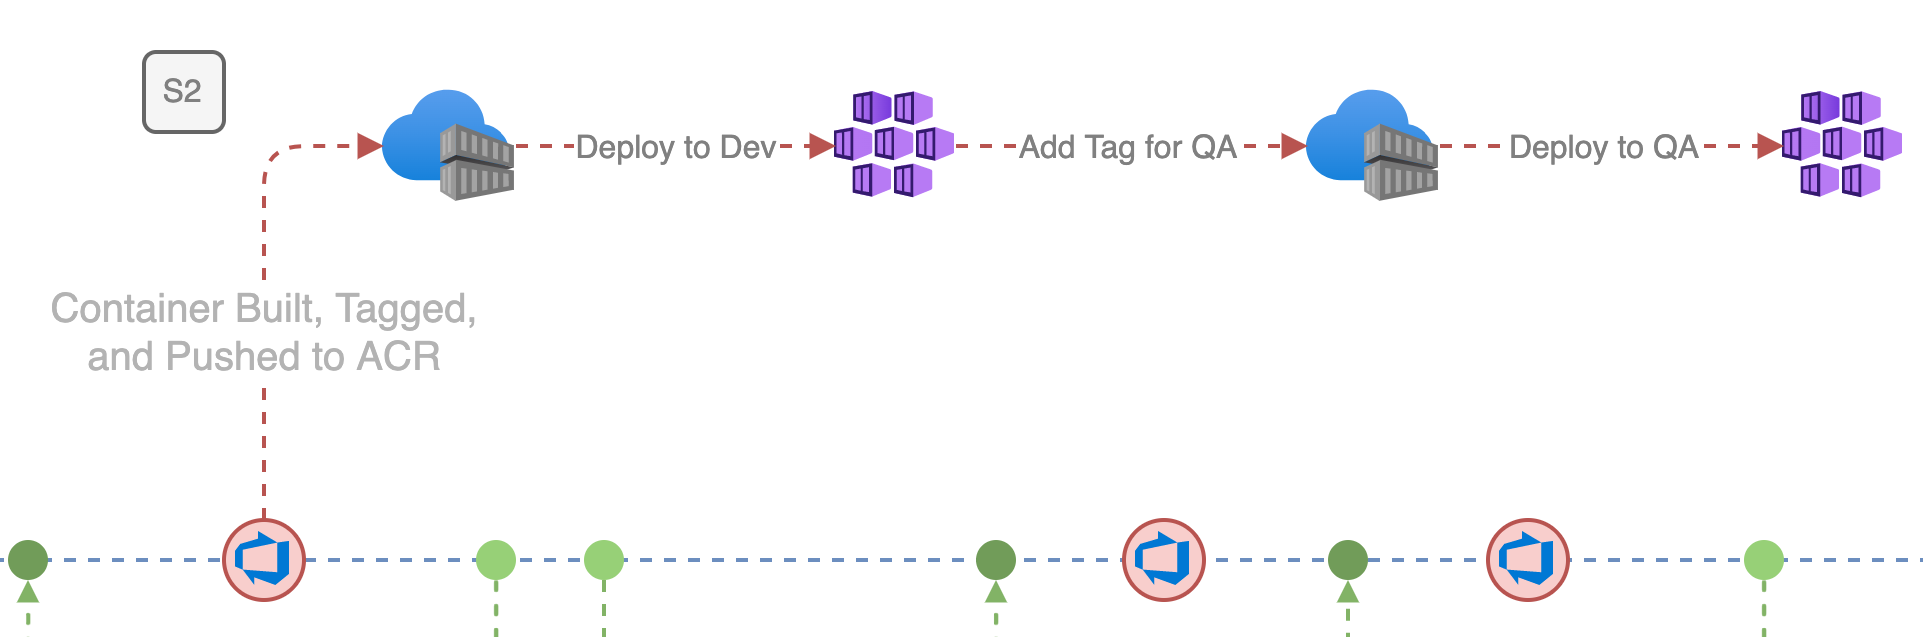 S2
Deploy to Dev
Add Tag for QA
Deploy to QA
Container Built, Tagged,
and Pushed to ACR